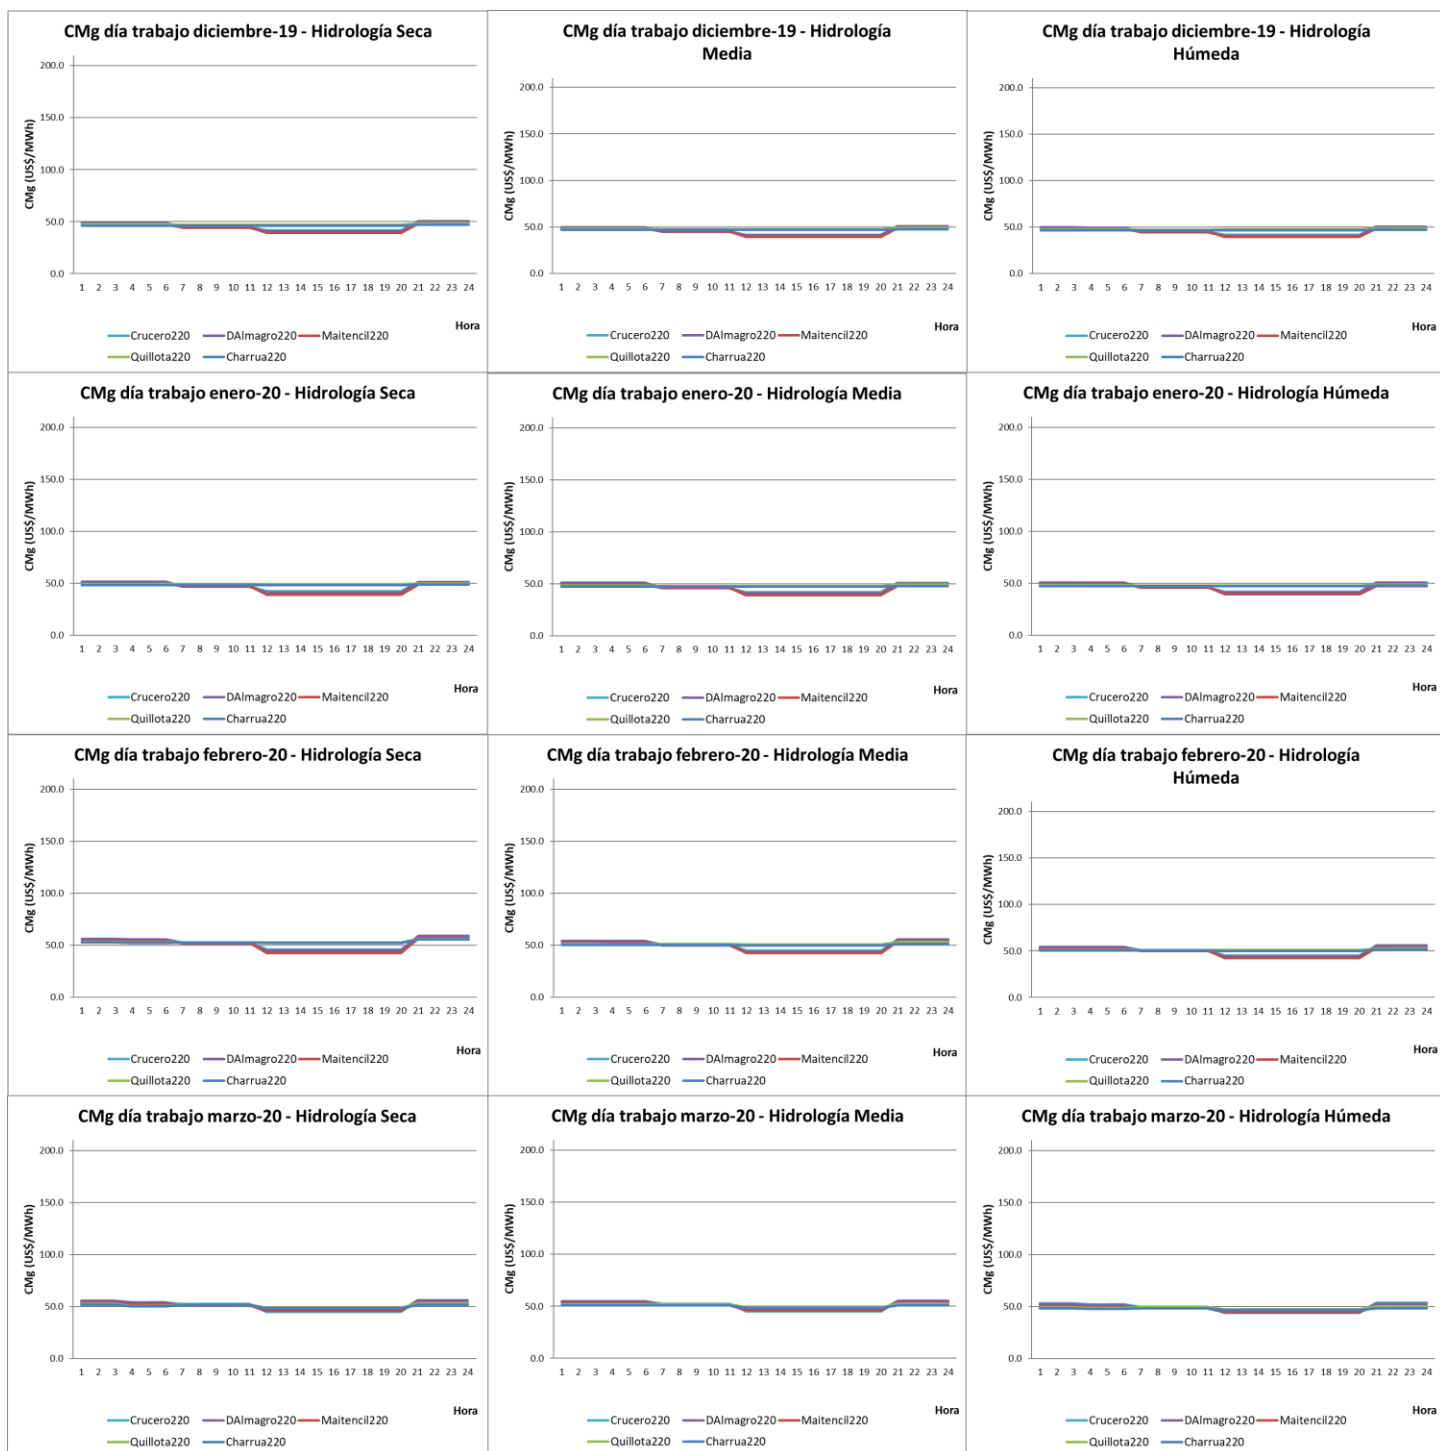 CMg día trabajo diciembre-19 - Hidrología Seca
CMg (US$/MWh)
200.0
150.0
100.0
50.0
0.0
1 2 3 4 5 6 7 8 9 10 11 12 13 14 15 16 17 18 19 20 21 22 23 24
Hora
Crucero220 DAlmagro220 Maitencil220
Quillota220 Charrua220
CMg día trabajo diciembre-19 - Hidrología
Media
CMg (US$/MWh)
200.0
150.0
100.0
50.0
0.0
1 2 3 4 5 6 7 8 9 10 11 12 13 14 15 16 17 18 19 20 21 22 23 24
Hora
Crucero220 DAlmagro220 Maitencil220
Quillota220 Charrua220
CMg día trabajo diciembre-19 - Hidrología
Húmeda
CMg (US$/MWh)
200.0
150.0
100.0
50.0
0.0
1 2 3 4 5 6 7 8 9 10 11 12 13 14 15 16 17 18 19 20 21 22 23 24
Hora
Crucero220 DAlmagro220 Maitencil220
Quillota220 Charrua220
CMg día trabajo enero-20 - Hidrología Seca
CMg (US$/MWh)
200.0
150.0
100.0
50.0
0.0
1 2 3 4 5 6 7 8 9 10 11 12 13 14 15 16 17 18 19 20 21 22 23 24
Hora
Crucero220 DAlmagro220 Maitencil220
Quillota220 Charrua220
CMg día trabajo enero-20 - Hidrología Media
CMg (US$/MWh)
200.0
150.0
100.0
50.0
0.0
1 2 3 4 5 6 7 8 9 10 11 12 13 14 15 16 17 18 19 20 21 22 23 24
Hora
Crucero220 DAlmagro220 Maitencil220
Quillota220 Charrua220
CMg día trabajo enero-20 - Hidrología Húmeda
CMg (US$/MWh)
200.0
150.0
100.0
50.0
0.0
1 2 3 4 5 6 7 8 9 10 11 12 13 14 15 16 17 18 19 20 21 22 23 24
Hora
Crucero220 DAlmagro220 Maitencil220
Quillota220 Charrua220
CMg día trabajo febrero-20 - Hidrología Seca
CMg (US$/MWh)
200.0
150.0
100.0
50.0
0.0
1 2 3 4 5 6 7 8 9 10 11 12 13 14 15 16 17 18 19 20 21 22 23 24
Hora
Crucero220 DAlmagro220 Maitencil220
Quillota220 Charrua220
CMg día trabajo febrero-20 - Hidrología Media
CMg (US$/MWh)
200.0
150.0
100.0
50.0
0.0
1 2 3 4 5 6 7 8 9 10 11 12 13 14 15 16 17 18 19 20 21 22 23 24
Hora
Crucero220 DAlmagro220 Maitencil220
Quillota220 Charrua220
CMg día trabajo febrero-20 - Hidrología
Húmeda
CMg (US$/MWh)
200.0
150.0
100.0
50.0
0.0
1 2 3 4 5 6 7 8 9 10 11 12 13 14 15 16 17 18 19 20 21 22 23 24
Hora
Crucero220 DAlmagro220 Maitencil220
Quillota220 Charrua220
CMg día trabajo marzo-20 - Hidrología Seca
CMg (US$/MWh)
200.0
150.0
100.0
50.0
0.0
1 2 3 4 5 6 7 8 9 10 11 12 13 14 15 16 17 18 19 20 21 22 23 24
Hora
Crucero220 DAlmagro220 Maitencil220
Quillota220 Charrua220
CMg día trabajo marzo-20 - Hidrología Media
CMg (US$/MWh)
200.0
150.0
100.0
50.0
0.0
1 2 3 4 5 6 7 8 9 10 11 12 13 14 15 16 17 18 19 20 21 22 23 24
Hora
Crucero220 DAlmagro220 Maitencil220
Quillota220 Charrua220
CMg día trabajo marzo-20 - Hidrología Húmeda
CMg (US$/MWh)
200.0
150.0
100.0
50.0
0.0
1 2 3 4 5 6 7 8 9 10 11 12 13 14 15 16 17 18 19 20 21 22 23 24
Hora
Crucero220 DAlmagro220 Maitencil220
Quillota220 Charrua220